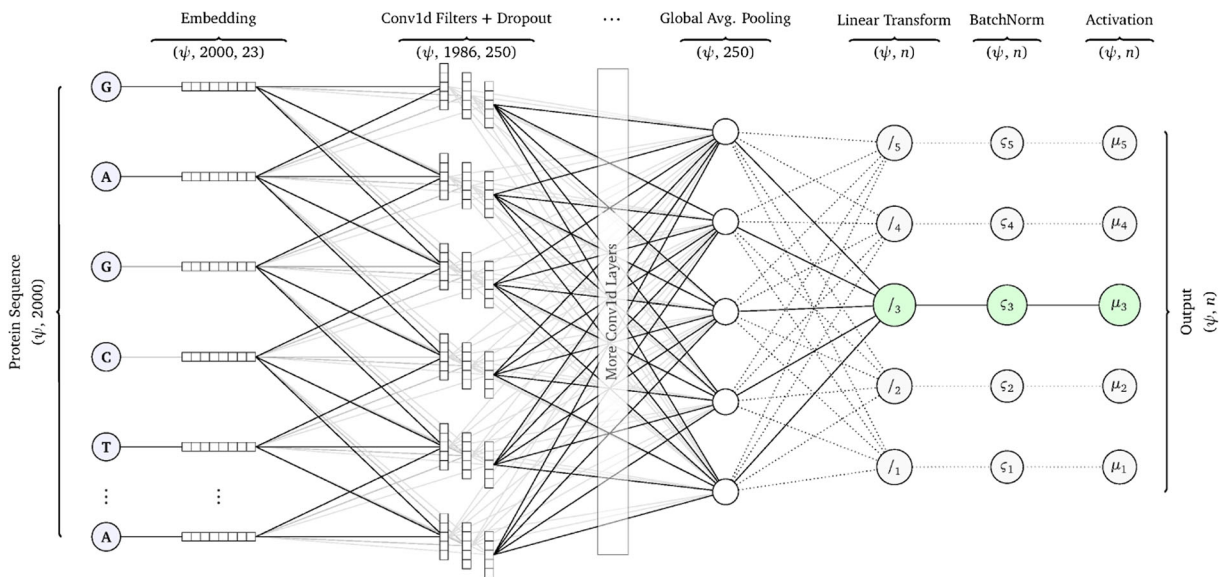 Embedding
(ψ, 2000, 23)
Conv1d Filters + Dropout
(ψ, 1986, 250)
...
Global Avg. Pooling
(ψ, 250)
Linear Transform
(ψ, n)
BatchNorm
(ψ, n)
Activation
(ψ, n)
Protein Sequence
(ψ, 2000)
G
A
G
C
T
...
...
A
More Conv1d Layers
/5 ς5 μ5
/4 ς4 μ4
/3 ς3 μ3
/2 ς2 μ2
/1 ς1 μ1
Output
(ψ, n)